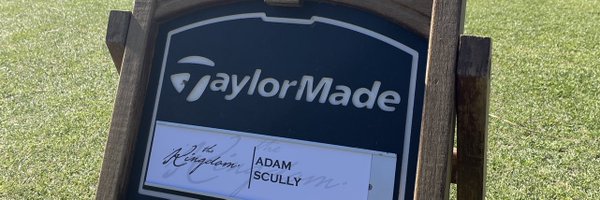 TaylorMade
the Kingdom.
ADAM
SCULLY